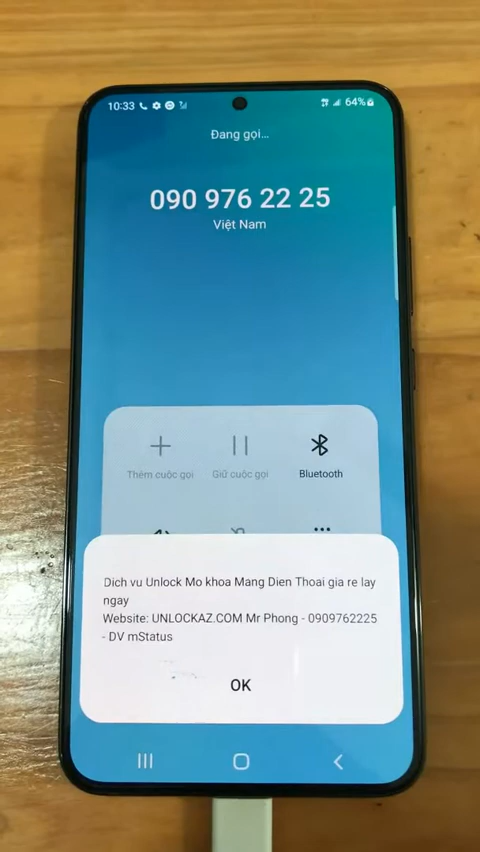 10:33
64%
Đang gọi...
090 976 22 25
Việt Nam
Thêm cuộc gọi
Giữ cuộc gọi
Bluetooth
Dich vu Unlock Mo khoa Mang Dien Thoai gia re lay
ngay
Website: UNLOCKAZ.COM Mr Phong - 0909762225
- DV mStatus
OK